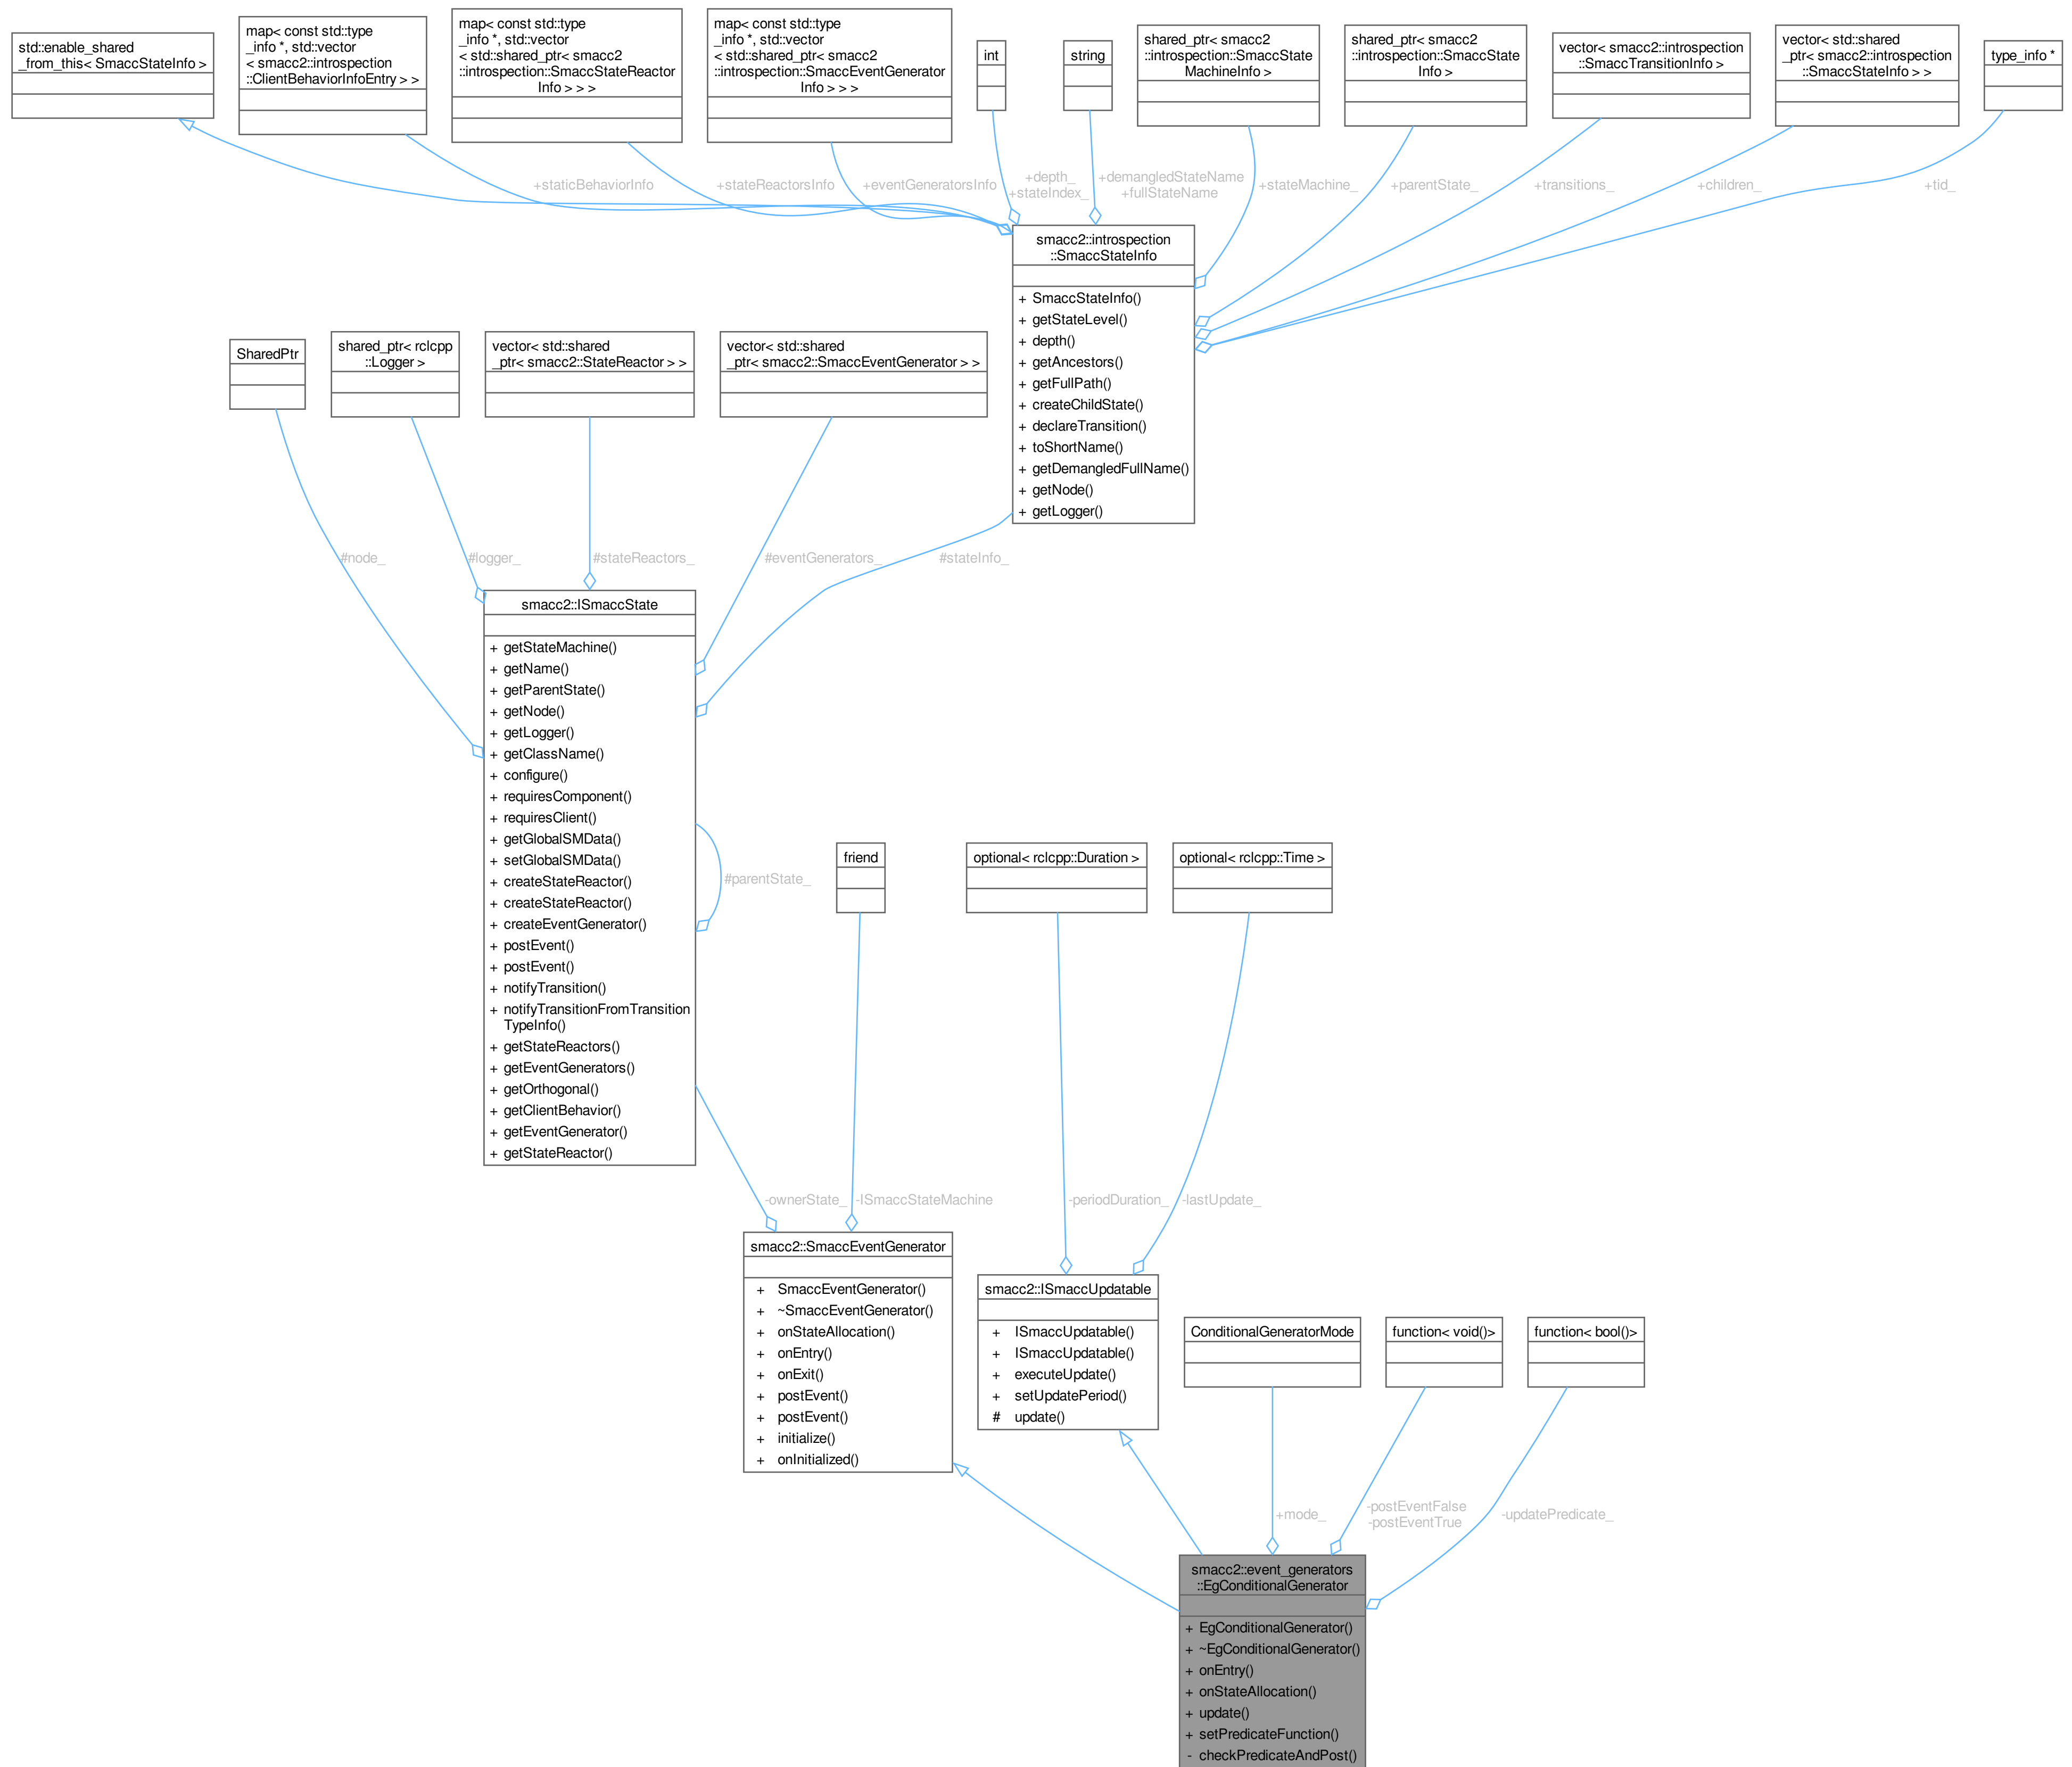 std::enable_shared
_from_this< SmaccStateInfo >
map< const std::type
_info *, std::vector
< smacc2::introspection
::ClientBehaviorInfoEntry > >
map< const std::type
_info *, std::vector
< std::shared_ptr< smacc2
::introspection::SmaccStateReactor
Info > > >
map< const std::type
_info *, std::vector
< std::shared_ptr< smacc2
::introspection::SmaccEventGenerator
Info > > >
int
string
shared_ptr< smacc2
::introspection::SmaccState
MachineInfo >
shared_ptr< smacc2
::introspection::SmaccState
Info >
vector< smacc2::introspection
::SmaccTransitionInfo >
vector< std::shared
_ptr< smacc2::introspection
::SmaccStateInfo > >
type_info *
+staticBehaviorInfo
+stateReactorsInfo
+eventGeneratorsInfo
+depth_
+stateIndex_
+demangledStateName
+fullStateName
+stateMachine_
+parentState_
+transitions_
+children_
+tid_
smacc2::introspection
::SmaccStateInfo
+ SmaccStateInfo()
+ getStateLevel()
+ depth()
+ getAncestors()
+ getFullPath()
+ createChildState()
+ declareTransition()
+ toShortName()
+ getDemangledFullName()
+ getNode()
+ getLogger()
SharedPtr
shared_ptr< rclcpp
::Logger >
vector< std::shared
_ptr< smacc2::StateReactor > >
vector< std::shared
_ptr< smacc2::SmaccEventGenerator > >
#node_
#logger_
#stateReactors_
#eventGenerators_
#stateInfo_
smacc2::ISmaccState
+ getStateMachine()
+ getName()
+ getParentState()
+ getNode()
+ getLogger()
+ getClassName()
+ configure()
+ requiresComponent()
+ requiresClient()
+ getGlobalSMData()
+ setGlobalSMData()
+ createStateReactor()
+ createStateReactor()
+ createEventGenerator()
+ postEvent()
+ postEvent()
+ notifyTransition()
+ notifyTransitionFromTransition
TypeInfo()
+ getStateReactors()
+ getEventGenerators()
+ getOrthogonal()
+ getClientBehavior()
+ getEventGenerator()
+ getStateReactor()
#parentState_
friend
optional< rclcpp::Duration >
optional< rclcpp::Time >
-ownerState_
-ISmaccStateMachine
-periodDuration_
-lastUpdate_
smacc2::SmaccEventGenerator
+ SmaccEventGenerator()
+ ~SmaccEventGenerator()
+ onStateAllocation()
+ onEntry()
+ onExit()
+ postEvent()
+ postEvent()
+ initialize()
+ onInitialized()
smacc2::ISmaccUpdatable
+ ISmaccUpdatable()
+ ISmaccUpdatable()
+ executeUpdate()
+ setUpdatePeriod()
# update()
ConditionalGeneratorMode
function< void()>
function< bool()>
+mode_
-postEventFalse
-postEventTrue
-updatePredicate_
smacc2::event_generators
::EgConditionalGenerator
+ EgConditionalGenerator()
+ ~EgConditionalGenerator()
+ onEntry()
+ onStateAllocation()
+ update()
+ setPredicateFunction()
- checkPredicateAndPost()